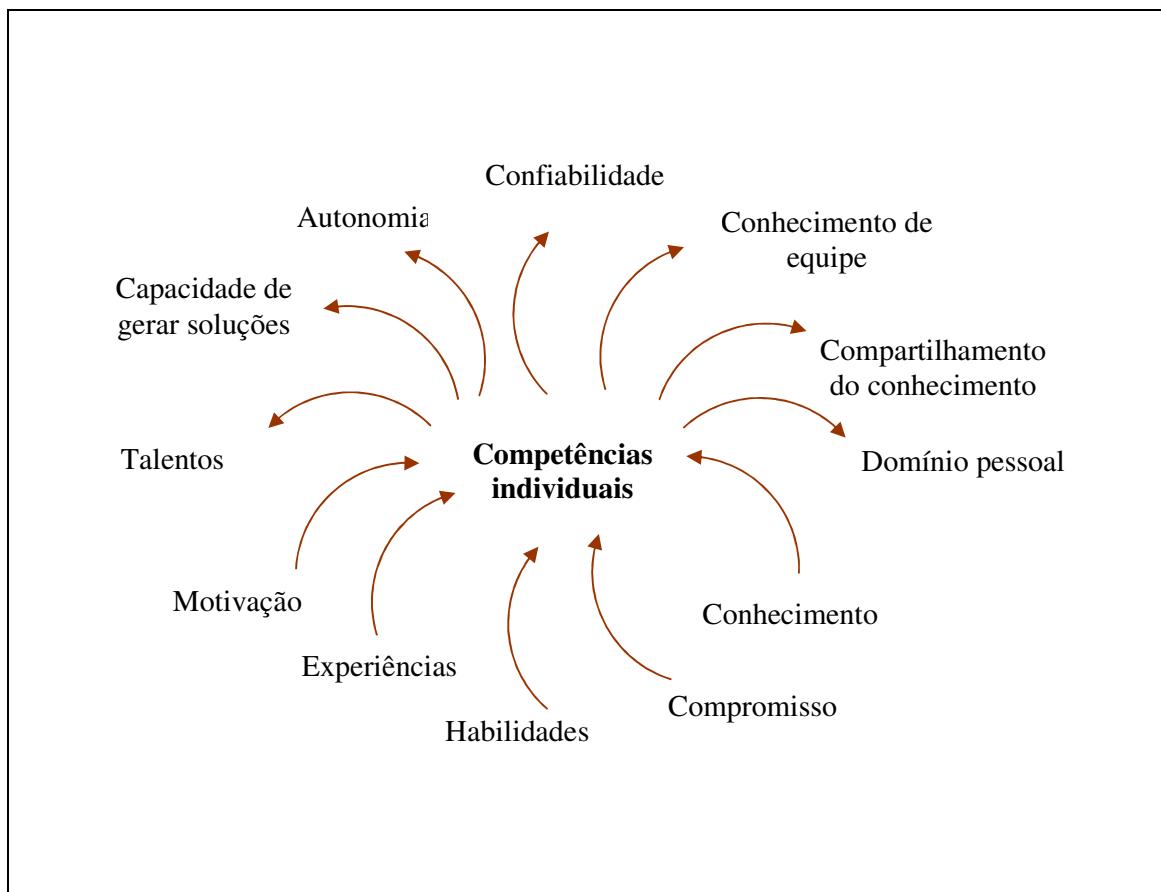 Confiabilidade
Autonomia
Conhecimento de
equipe
Capacidade de
gerar soluções
Compartilhamento
do conhecimento
Talentos
Competências
individuais
Domínio pessoal
Motivação
Conhecimento
Experiências
Compromisso
Habilidades